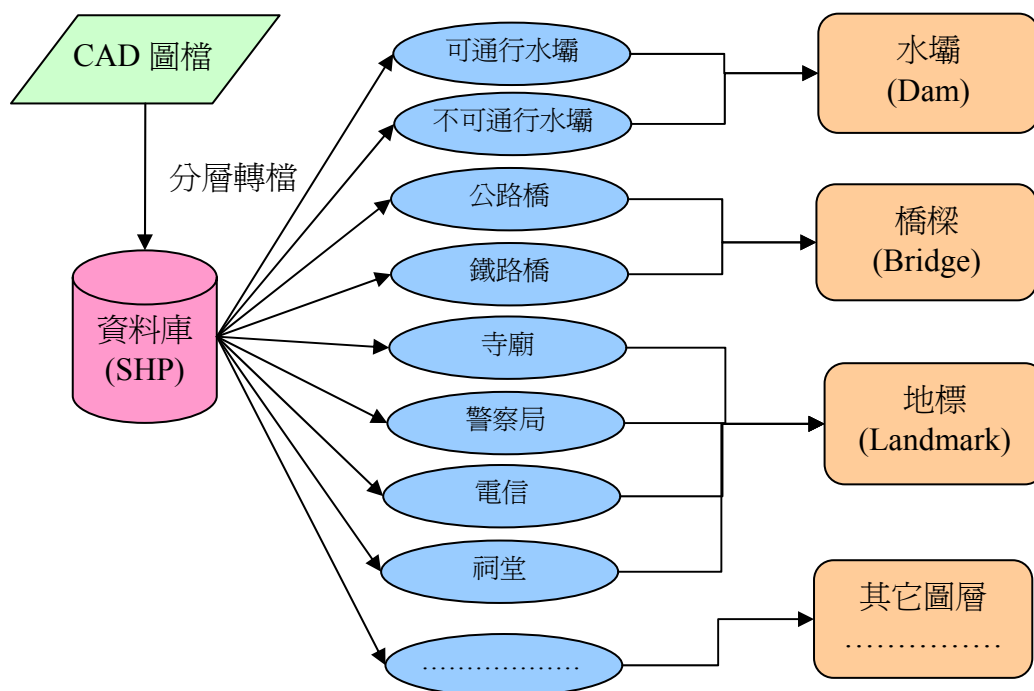 CAD 圖檔
分層轉檔
資料庫
(SHP)
可通行水壩
不可通行水壩
公路橋
鐵路橋
寺廟
警察局
電信
祠堂
………………
水壩
(Dam)
橋樑
(Bridge)
地標
(Landmark)
其它圖層
……………